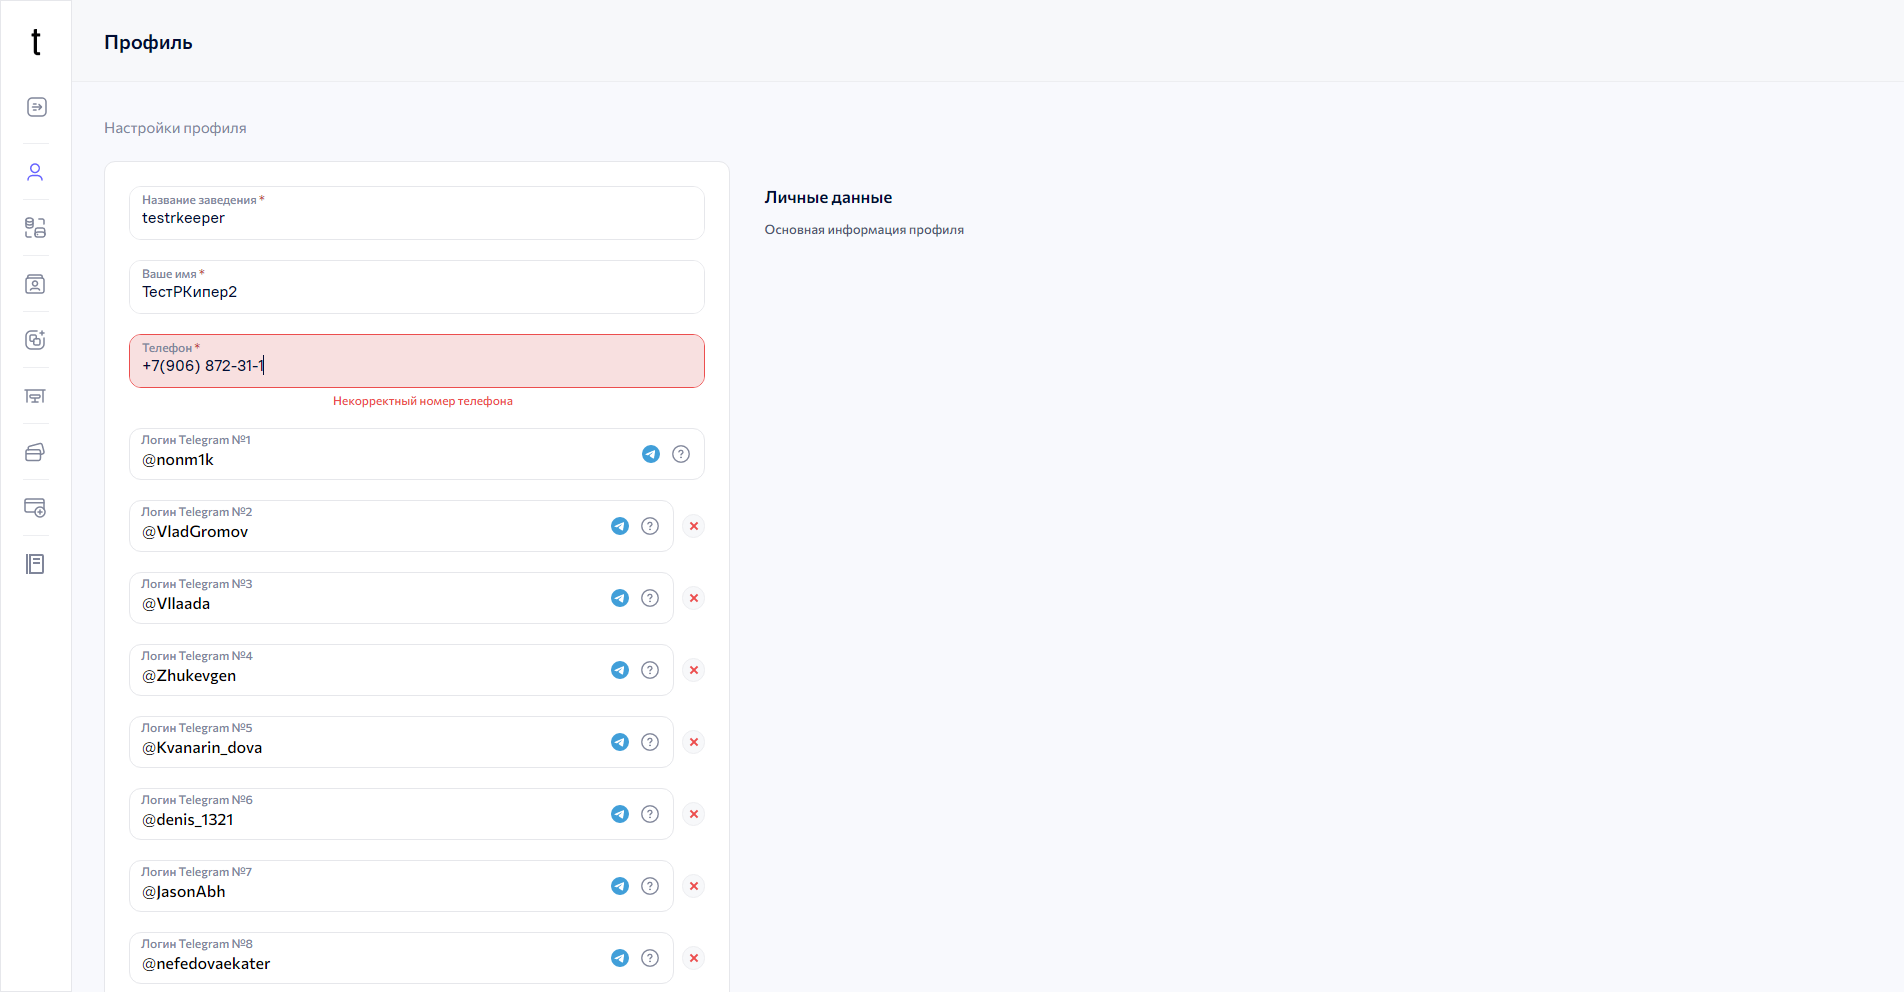 t
Профиль
Настройки профиля
Название заведения *
testrkeeper
Ваше имя *
ТестРКипер2
Телефон *
+7(906) 872-31-1
Некорректный номер телефона
Логин Telegram №1
@nonm1k
Логин Telegram №2
@VladGromov
Логин Telegram №3
@Vllaada
Логин Telegram №4
@Zhukevgen
Логин Telegram №5
@Kvanarin_dova
Логин Telegram №6
@denis_1321
Логин Telegram №7
@JasonAbh
Логин Telegram №8
@nefedovaekater
Личные данные
Основная информация профиля